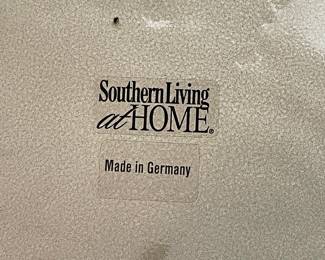 Southern Living
at HOME®
Made in Germany